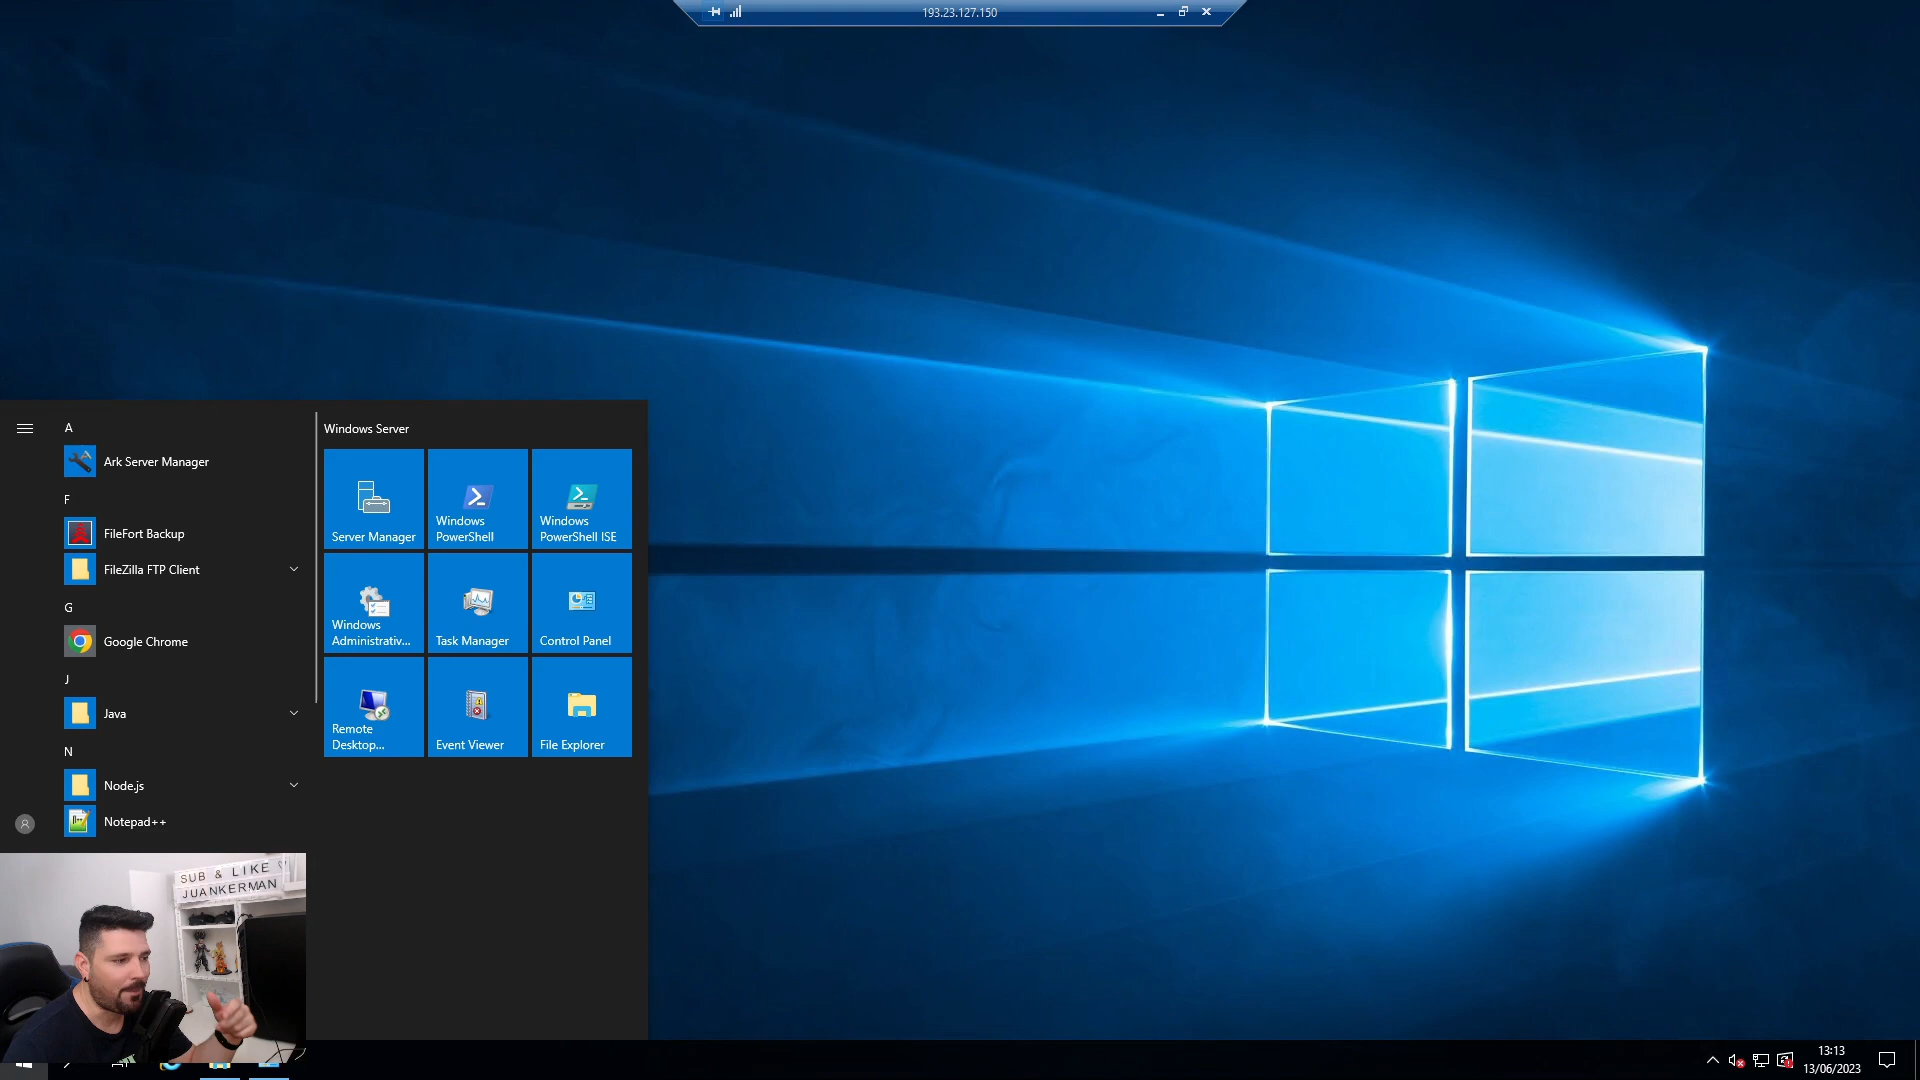 193.23.127.150
A
Ark Server Manager
F
FileFort Backup
FileZilla FTP Client
G
Google Chrome
J
Java
N
Node.js
Notepad++
Windows Server
Server Manager
Windows
PowerShell
Windows
PowerShell ISE
Windows
Administrativ...
Task Manager
Control Panel
Remote
Desktop...
Event Viewer
File Explorer
SUB & LIKE
JUANKERMAN
13:13
13/06/2023